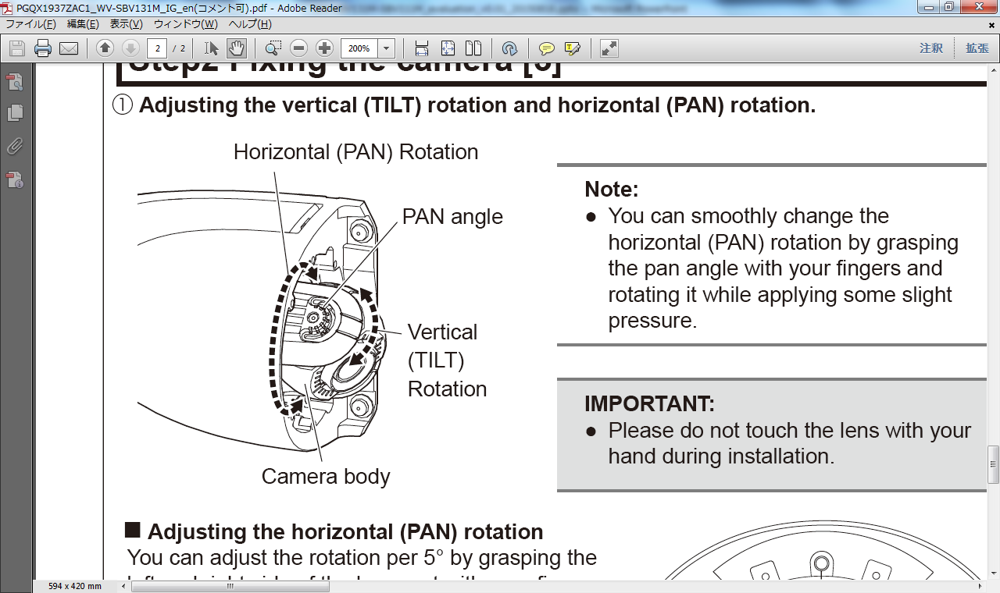 PGQX1937ZAC1_WV-SBV131M_IG_en(コメント可).pdf - Adobe Reader
ファイル(F) 編集(E) 表示(V) ウィンドウ(W) ヘルプ(H)
2 / 2 200% 注釈 拡張
Step2 Fixing the camera [6]
① Adjusting the vertical (TILT) rotation and horizontal (PAN) rotation.
Horizontal (PAN) Rotation
PAN angle
Vertical
(TILT)
Rotation
Camera body
Note:
● You can smoothly change the
horizontal (PAN) rotation by grasping
the pan angle with your fingers and
rotating it while applying some slight
pressure.
IMPORTANT:
● Please do not touch the lens with your
hand during installation.
■ Adjusting the horizontal (PAN) rotation
You can adjust the rotation per 5° by grasping the
594 x 420 mm